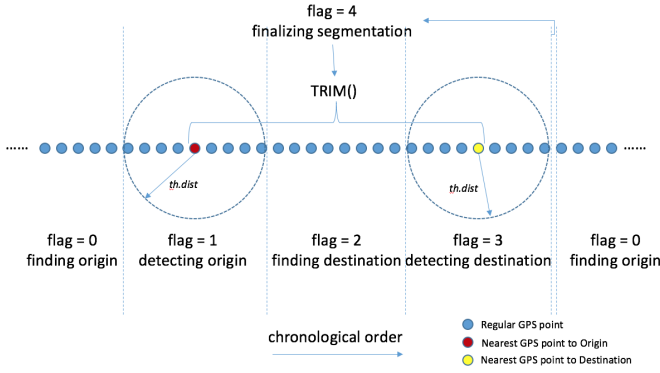 flag = 4
finalizing segmentation
TRIM()
......
......
th.dist
th.dist
flag = 0
finding origin
flag = 1
detecting origin
flag = 2
finding destination
flag = 3
detecting destination
flag = 0
finding origin
chronological order
Regular GPS point
Nearest GPS point to Origin
Nearest GPS point to Destination